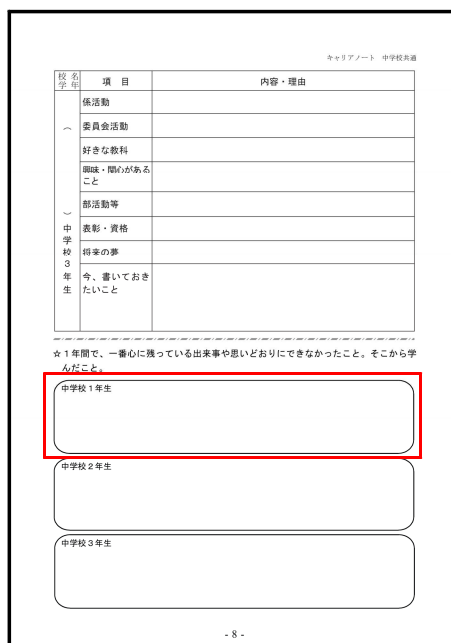 キャリアノート 中学校共通
校名
学年
項 目
内容・理由
（ ）中学校3年生
係活動
委員会活動
好きな教科
興味・関心がある
こと
部活動等
表彰・資格
将来の夢
今、書いておき
たいこと
☆１年間で、一番心に残っている出来事や思いどおりにできなかったこと。そこから学
んだこと。
中学校１年生
中学校２年生
中学校３年生
- 8 -